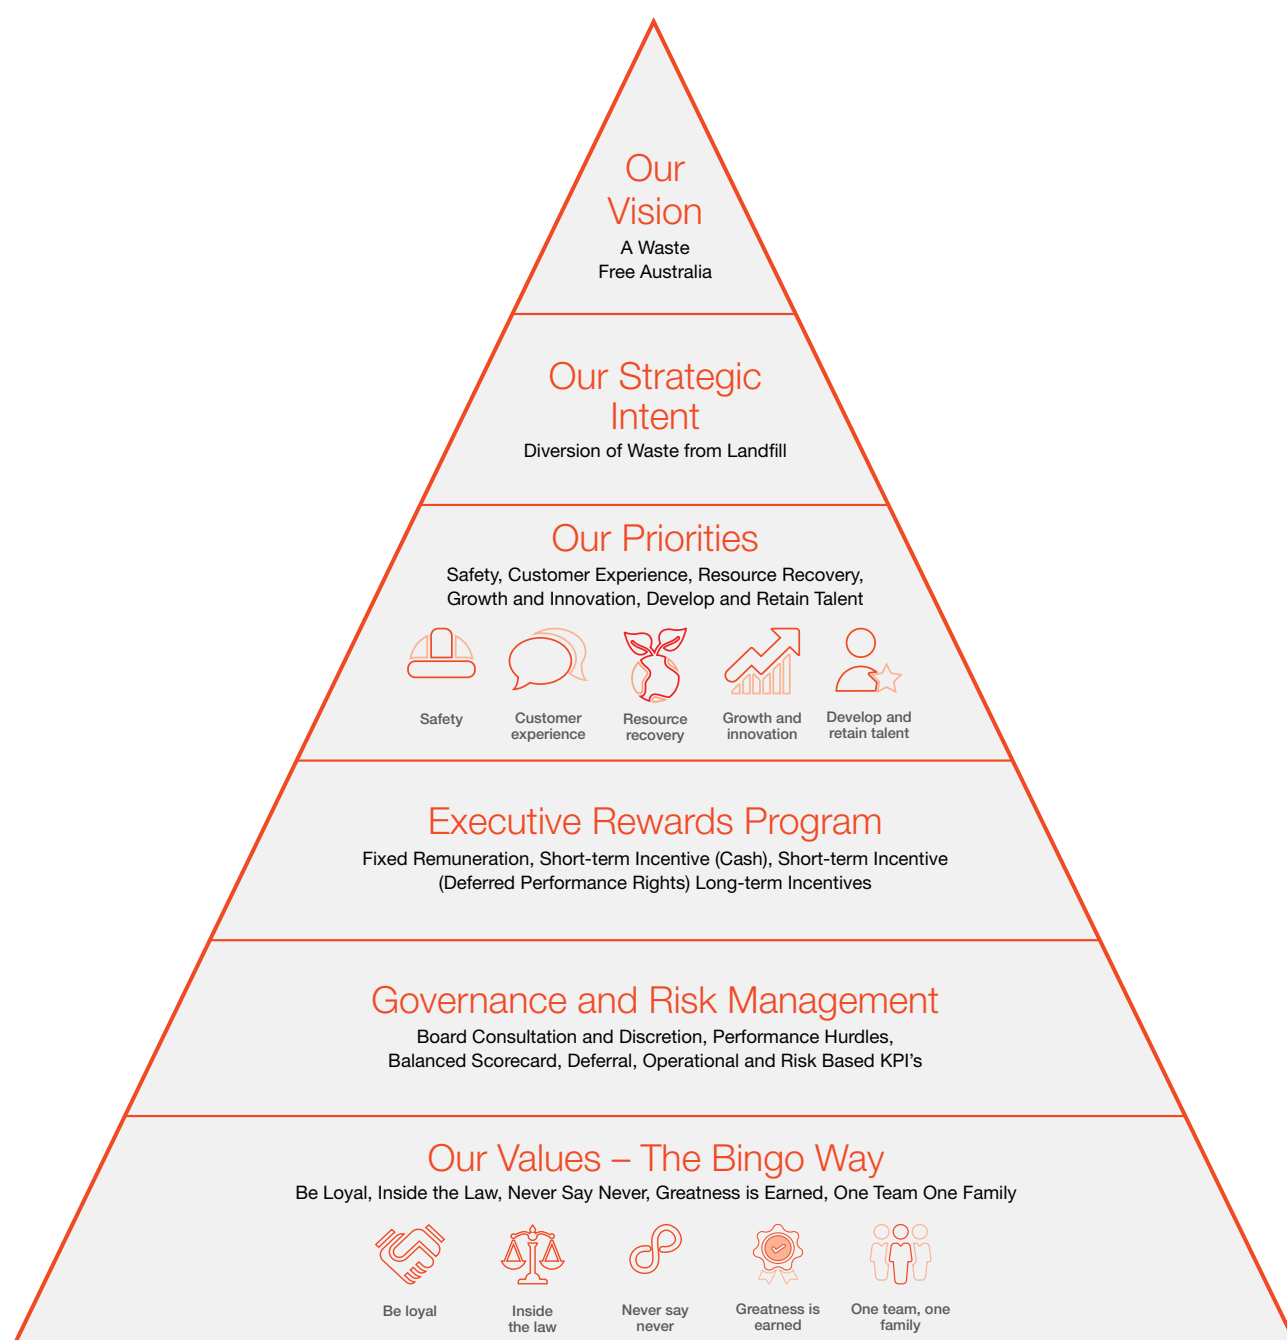 Our
Vision
A Waste
Free Australia
Our Strategic
Intent
Diversion of Waste from Landfill
Our Priorities
Safety, Customer Experience, Resource Recovery,
Growth and Innovation, Develop and Retain Talent
Safety
Customer
experience
Resource
recovery
Growth and
innovation
Develop and
retain talent
Executive Rewards Program
Fixed Remuneration, Short-term Incentive (Cash), Short-term Incentive
(Deferred Performance Rights) Long-term Incentives
Governance and Risk Management
Board Consultation and Discretion, Performance Hurdles,
Balanced Scorecard, Deferral, Operational and Risk Based KPI's
Our Values – The Bingo Way
Be Loyal, Inside the Law, Never Say Never, Greatness is Earned, One Team One Family
Be loyal
Inside
the law
Never say
never
Greatness is
earned
One team, one
family